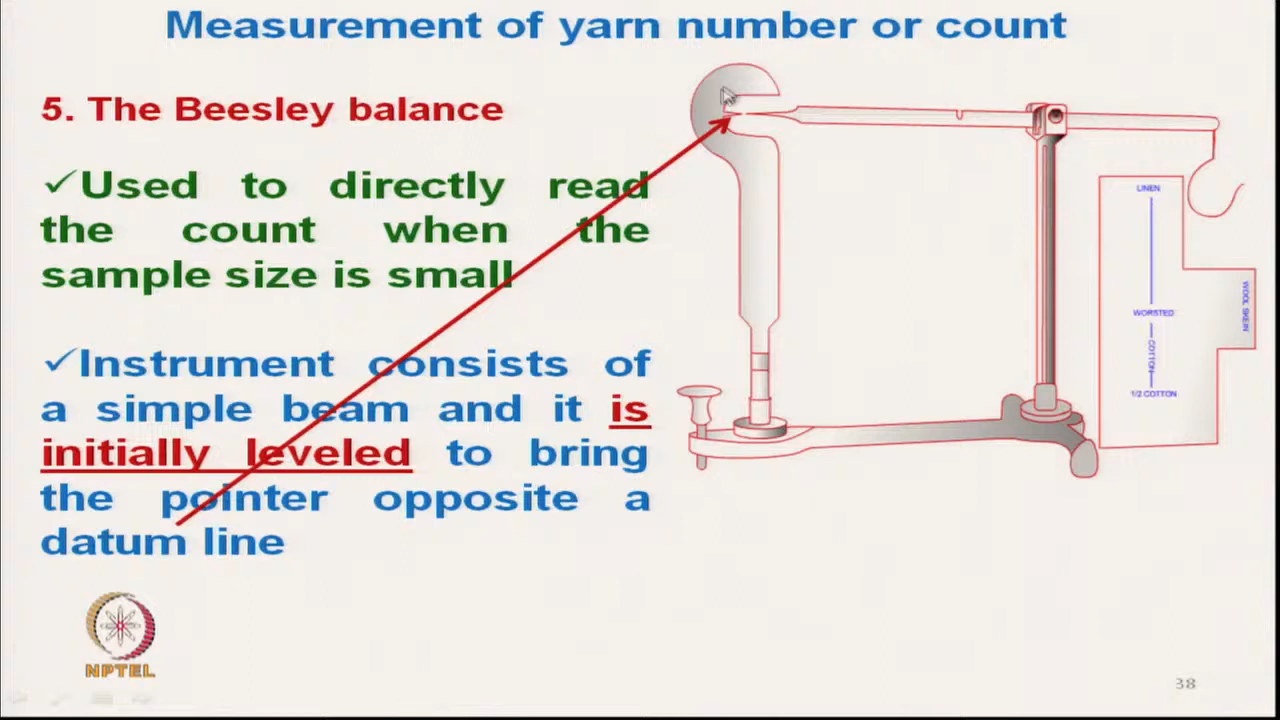 Measurement of yarn number or count
5. The Beesley balance
✓Used to directly read
the count when the
sample size is small
✓Instrument consists of
a simple beam and it is
initially leveled to bring
the pointer opposite a
datum line
LINEN
WORSTED
COTTON
1/2 COTTON
WOOL SKEIN
NPTEL
38